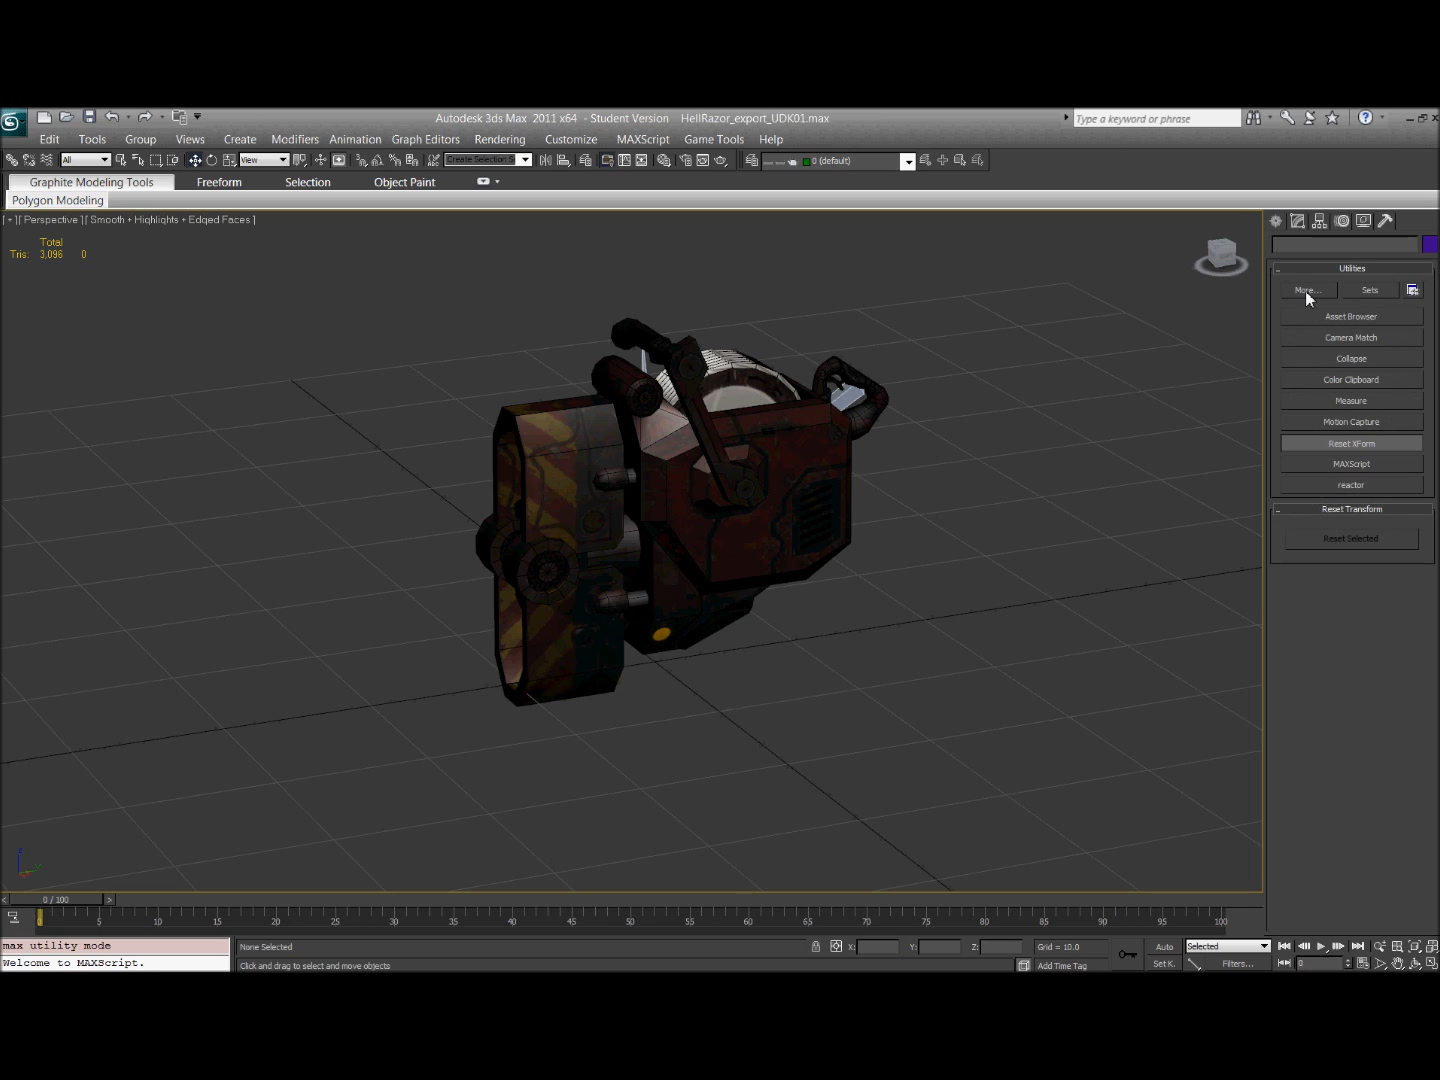 Autodesk 3ds Max 2011 x64 - Student Version HellRazor_export_UDK01.max Type a keyword or phrase
Edit Tools Group Views Create Modifiers Animation Graph Editors Rendering Customize MAXScript Game Tools Help
All View Create Selection Se 0 (default)
Graphite Modeling Tools Freeform Selection Object Paint
Polygon Modeling
[ + ][ Perspective ][ Smooth + Highlights + Edged Faces ]
Total
Tris: 3,096 0
Utilities
More... Sets
Asset Browser
Camera Match
Collapse
Color Clipboard
Measure
Motion Capture
Reset XForm
MAXScript
reactor
Reset Transform
Reset Selected
z
< 0 / 100 >
0 5 10 15 20 25 30 35 40 45 50 55 60 65 70 75 80 85 90 95 100
max utility mode None Selected X: Y: Z: Grid = 10.0 Auto Selected
Welcome to MAXScript. Click and drag to select and move objects Add Time Tag Set K. Filters... 0